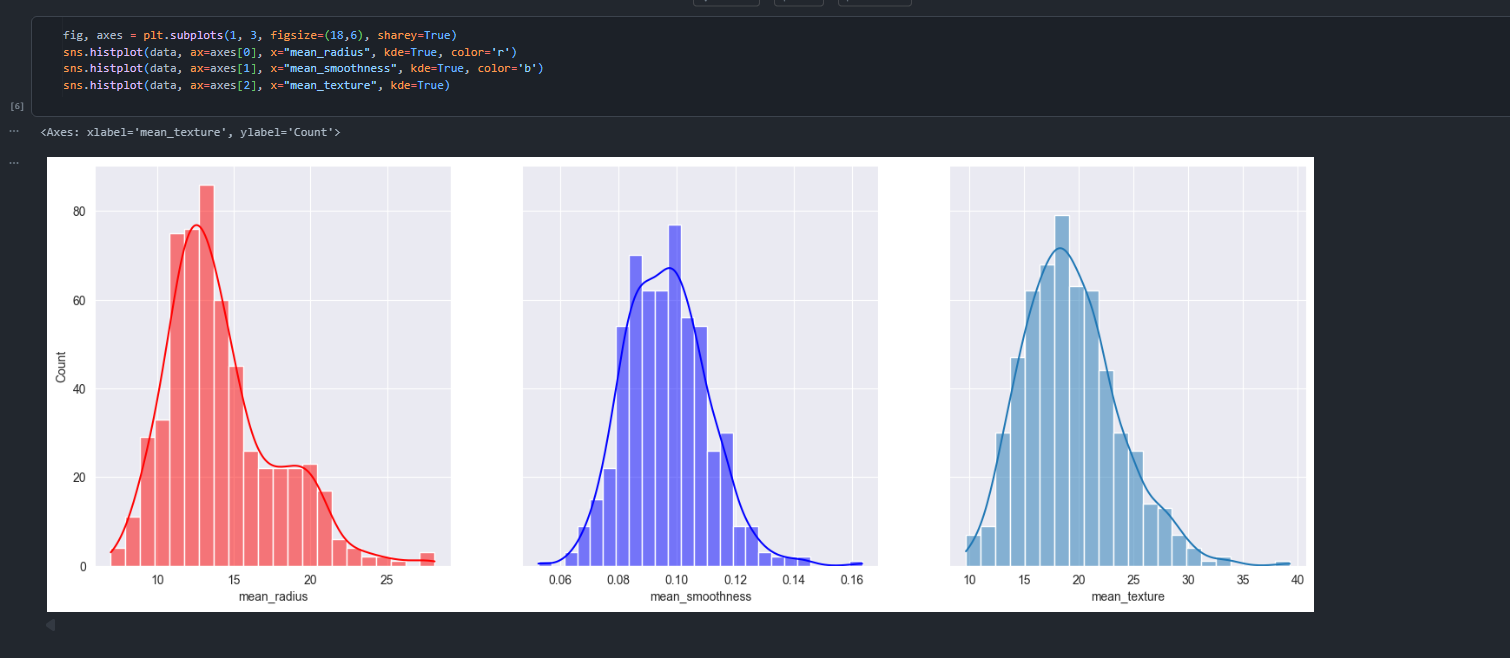 fig, axes = plt.subplots(1, 3, figsize=(18,6), sharey=True)
sns.histplot(data, ax=axes[0], x="mean_radius", kde=True, color='r')
sns.histplot(data, ax=axes[1], x="mean_smoothness", kde=True, color='b')
sns.histplot(data, ax=axes[2], x="mean_texture", kde=True)
[6]
... <Axes: xlabel='mean_texture', ylabel='Count'>
...
80
60
40
20
0
Count
10 15 20 25
mean_radius
0.06 0.08 0.10 0.12 0.14 0.16
mean_smoothness
10 15 20 25 30 35 40
mean_texture